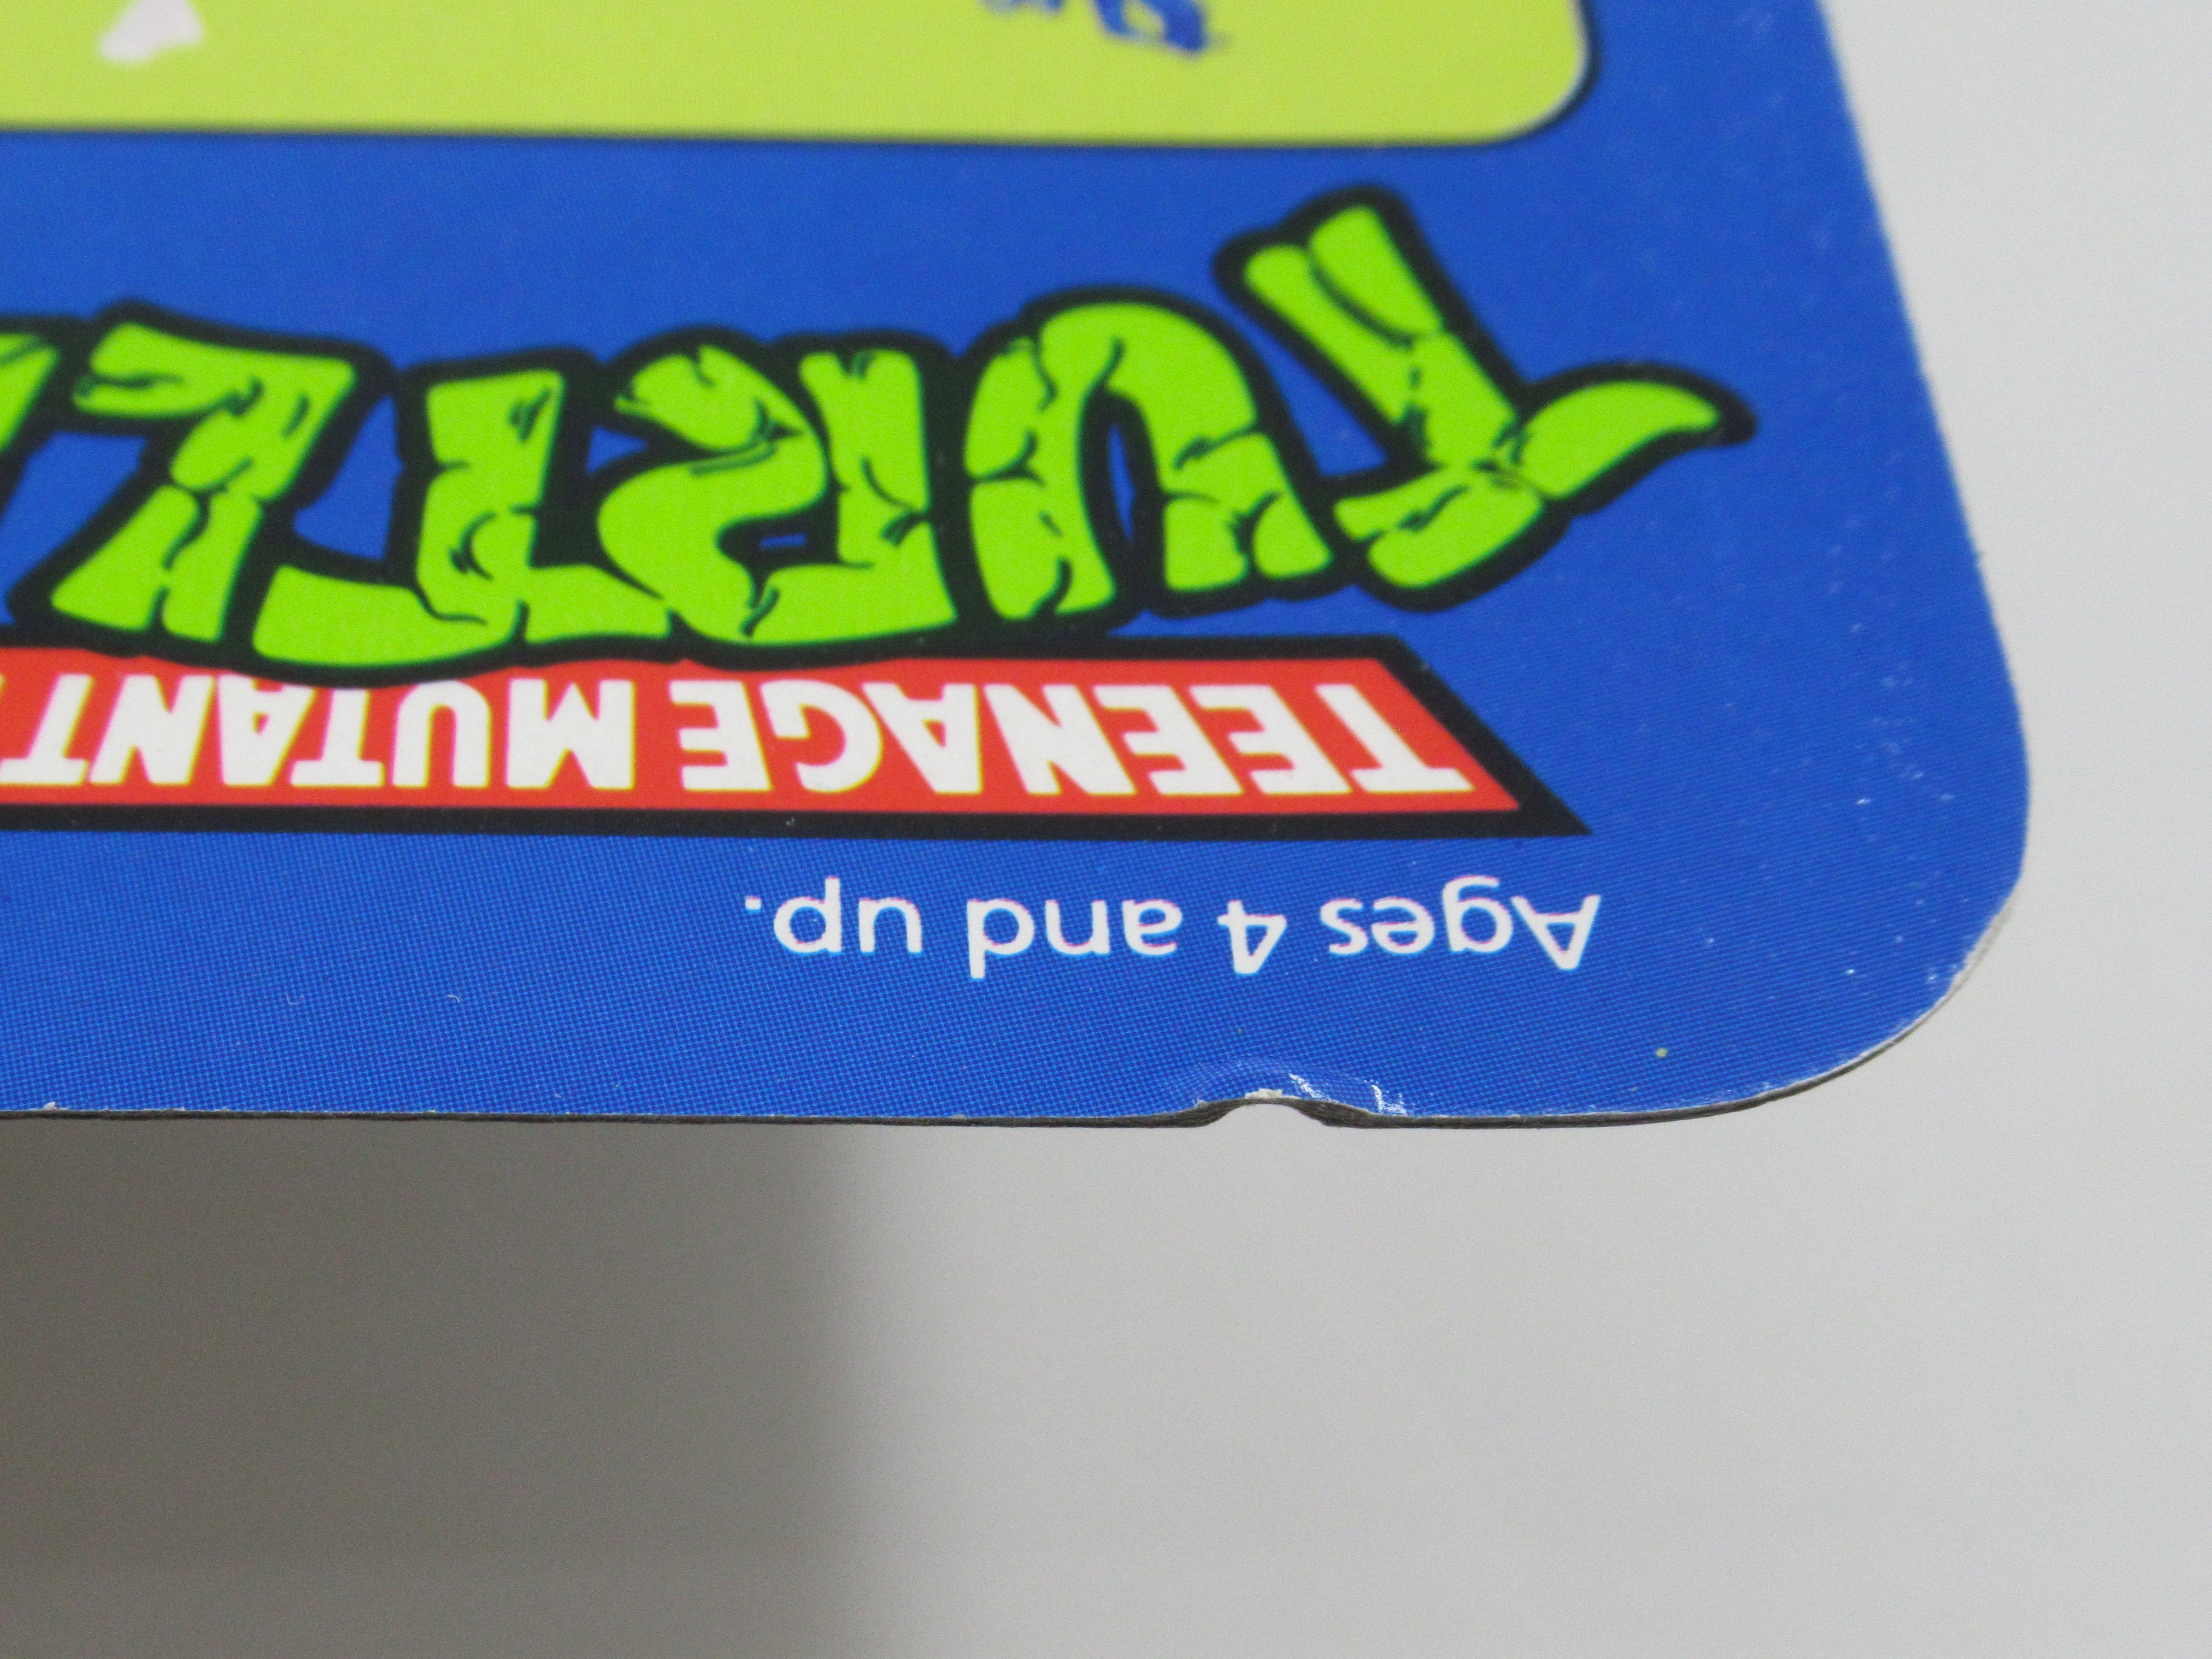 Ages 4 and up.
TEENAGE MUTANT
TURTL